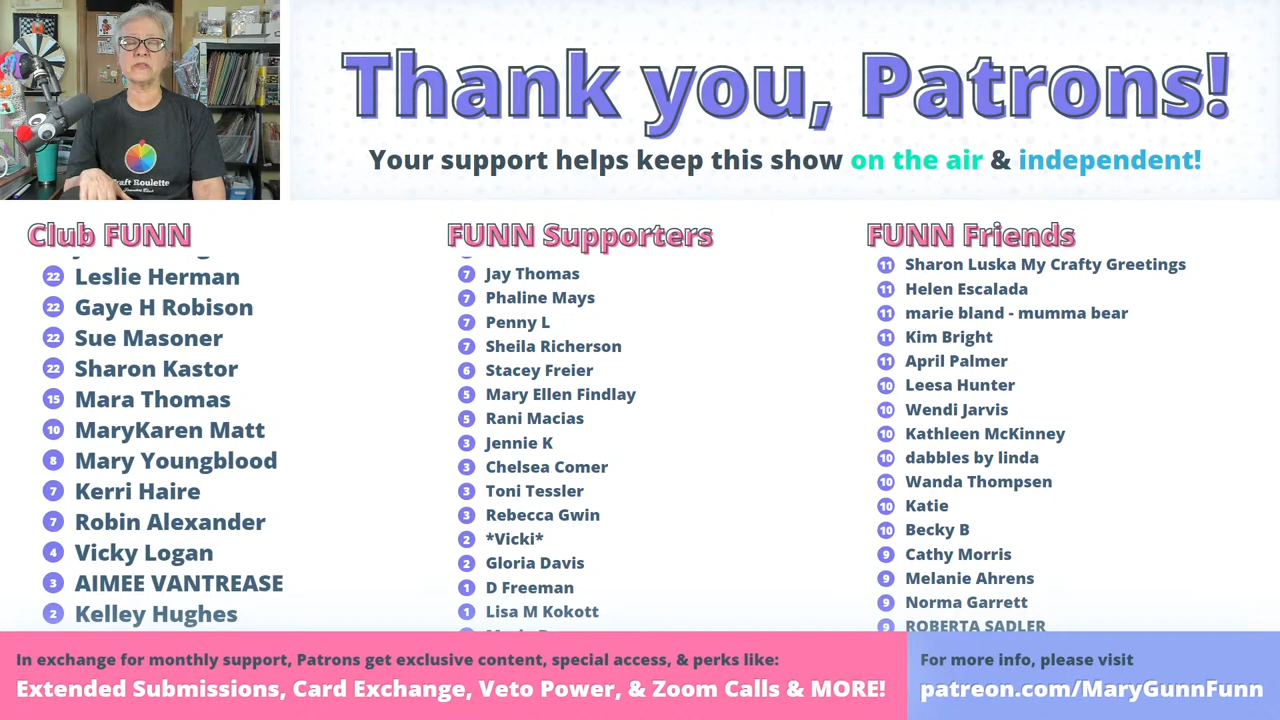 Thank you, Patrons!
Your support helps keep this show on the air & independent!
Craft Roulette
Club FUNN
22 Leslie Herman
22 Gaye H Robison
22 Sue Masoner
22 Sharon Kastor
15 Mara Thomas
10 MaryKaren Matt
8 Mary Youngblood
7 Kerri Haire
7 Robin Alexander
4 Vicky Logan
3 AIMEE VANTREASE
2 Kelley Hughes
FUNN Supporters
7 Jay Thomas
7 Phaline Mays
7 Penny L
7 Sheila Richerson
6 Stacey Freier
5 Mary Ellen Findlay
5 Rani Macias
3 Jennie K
3 Chelsea Comer
3 Toni Tessler
3 Rebecca Gwin
2 *Vicki*
2 Gloria Davis
1 D Freeman
1 Lisa M Kokott
FUNN Friends
11 Sharon Luska My Crafty Greetings
11 Helen Escalada
11 marie bland - mumma bear
11 Kim Bright
11 April Palmer
10 Leesa Hunter
10 Wendi Jarvis
10 Kathleen McKinney
10 dabbles by linda
10 Wanda Thompsen
10 Katie
10 Becky B
9 Cathy Morris
9 Melanie Ahrens
9 Norma Garrett
9 ROBERTA SADLER
In exchange for monthly support, Patrons get exclusive content, special access, & perks like:
Extended Submissions, Card Exchange, Veto Power, & Zoom Calls & MORE!
For more info, please visit
patreon.com/MaryGunnFunn